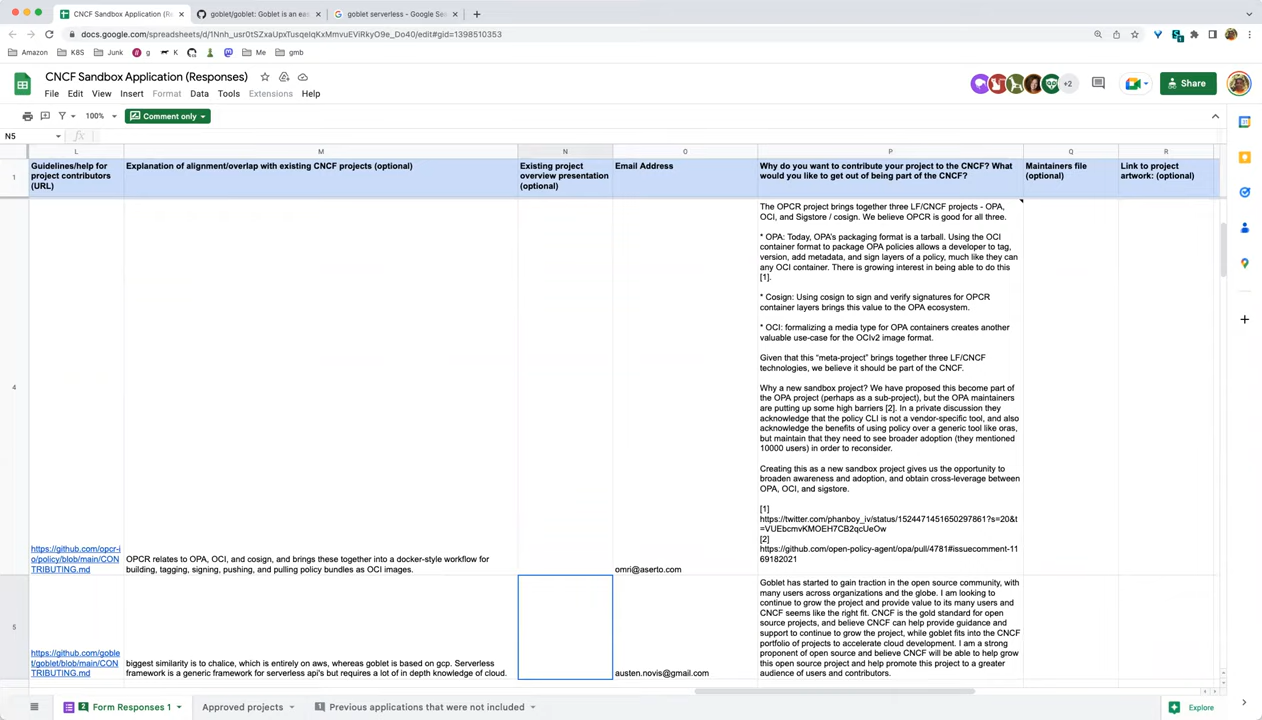 CNCF Sandbox Application (Re
goblet/goblet: Goblet is an eas
goblet serverless - Google Sea
docs.google.com/spreadsheets/d/1Nnh_usr0tSZxaUpxTusqeIqKxMmvuEViRkyO9e_Do40/edit#gid=1398510353
Amazon
K8S
Junk
g
K
Me
gmb
CNCF Sandbox Application (Responses)
File Edit View Insert Format Data Tools Extensions Help
+2
Share
100%
Comment only
N5
fx
L M N O P Q R
1
Guidelines/help for
project contributors
(URL)
Explanation of alignment/overlap with existing CNCF projects (optional)
Existing project
overview presentation
(optional)
Email Address
Why do you want to contribute your project to the CNCF? What
would you like to get out of being part of the CNCF?
Maintainers file
(optional)
Link to project
artwork: (optional)
4
https://github.com/opcr-i
o/policy/blob/main/CON
TRIBUTING.md
OPCR relates to OPA, OCI, and cosign, and brings these together into a docker-style workflow for
building, tagging, signing, pushing, and pulling policy bundles as OCI images.
omri@aserto.com
The OPCR project brings together three LF/CNCF projects - OPA,
OCI, and Sigstore / cosign. We believe OPCR is good for all three.
* OPA: Today, OPA's packaging format is a tarball. Using the OCI
container format to package OPA policies allows a developer to tag,
version, add metadata, and sign layers of a policy, much like they can
any OCI container. There is growing interest in being able to do this
[1].
* Cosign: Using cosign to sign and verify signatures for OPCR
container layers brings this value to the OPA ecosystem.
* OCI: formalizing a media type for OPA containers creates another
valuable use-case for the OCIv2 image format.
Given that this “meta-project” brings together three LF/CNCF
technologies, we believe it should be part of the CNCF.
Why a new sandbox project? We have proposed this become part of
the OPA project (perhaps as a sub-project), but the OPA maintainers
are putting up some high barriers [2]. In a private discussion they
acknowledge that the policy CLI is not a vendor-specific tool, and also
acknowledge the benefits of using policy over a generic tool like oras,
but maintain that they need to see broader adoption (they mentioned
10000 users) in order to reconsider.
Creating this as a new sandbox project gives us the opportunity to
broaden awareness and adoption, and obtain cross-leverage between
OPA, OCI, and sigstore.
[1]
https://twitter.com/phanboy_iv/status/1524471451650297861?s=20&t
=VUEbcmvKMOEH7CB2qcUeOw
[2]
https://github.com/open-policy-agent/opa/pull/4781#issuecomment-11
69182021
5
https://github.com/goble
t/goblet/blob/main/CON
TRIBUTING.md
biggest similarity is to chalice, which is entirely on aws, whereas goblet is based on gcp. Serverless
framework is a generic framework for serverless api's but requires a lot of in depth knowledge of cloud.
austen.novis@gmail.com
Goblet has started to gain traction in the open source community, with
many users across organizations and the globe. I am looking to
continue to grow the project and provide value to its many users and
CNCF seems like the right fit. CNCF is the gold standard for open
source projects, and believe CNCF can help provide guidance and
support to continue to grow the project, while goblet fits into the CNCF
portfolio of projects to accelerate cloud development. I am a strong
proponent of open source and believe CNCF will be able to help grow
this open source project and help promote this project to a greater
audience of users and contributors.
2 Form Responses 1
Approved projects
1 Previous applications that were not included
Explore